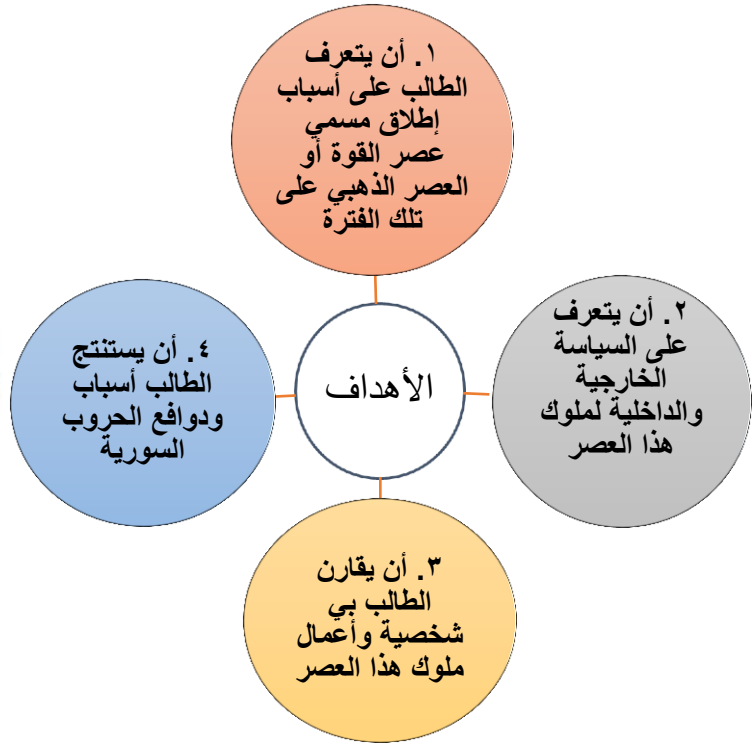 ١. أن يتعرف
الطالب على أسباب
إطلاق مسمي
عصر القوة أو
العصر الذهبي على
تلك الفترة
٢. أن يتعرف
على السياسة
الخارجية
والداخلية لملوك
هذا العصر
الأهداف
٤. أن يستنتج
الطالب أسباب
ودوافع الحروب
السورية
٣. أن يقارن
الطالب بي
شخصية وأعمال
ملوك هذا العصر